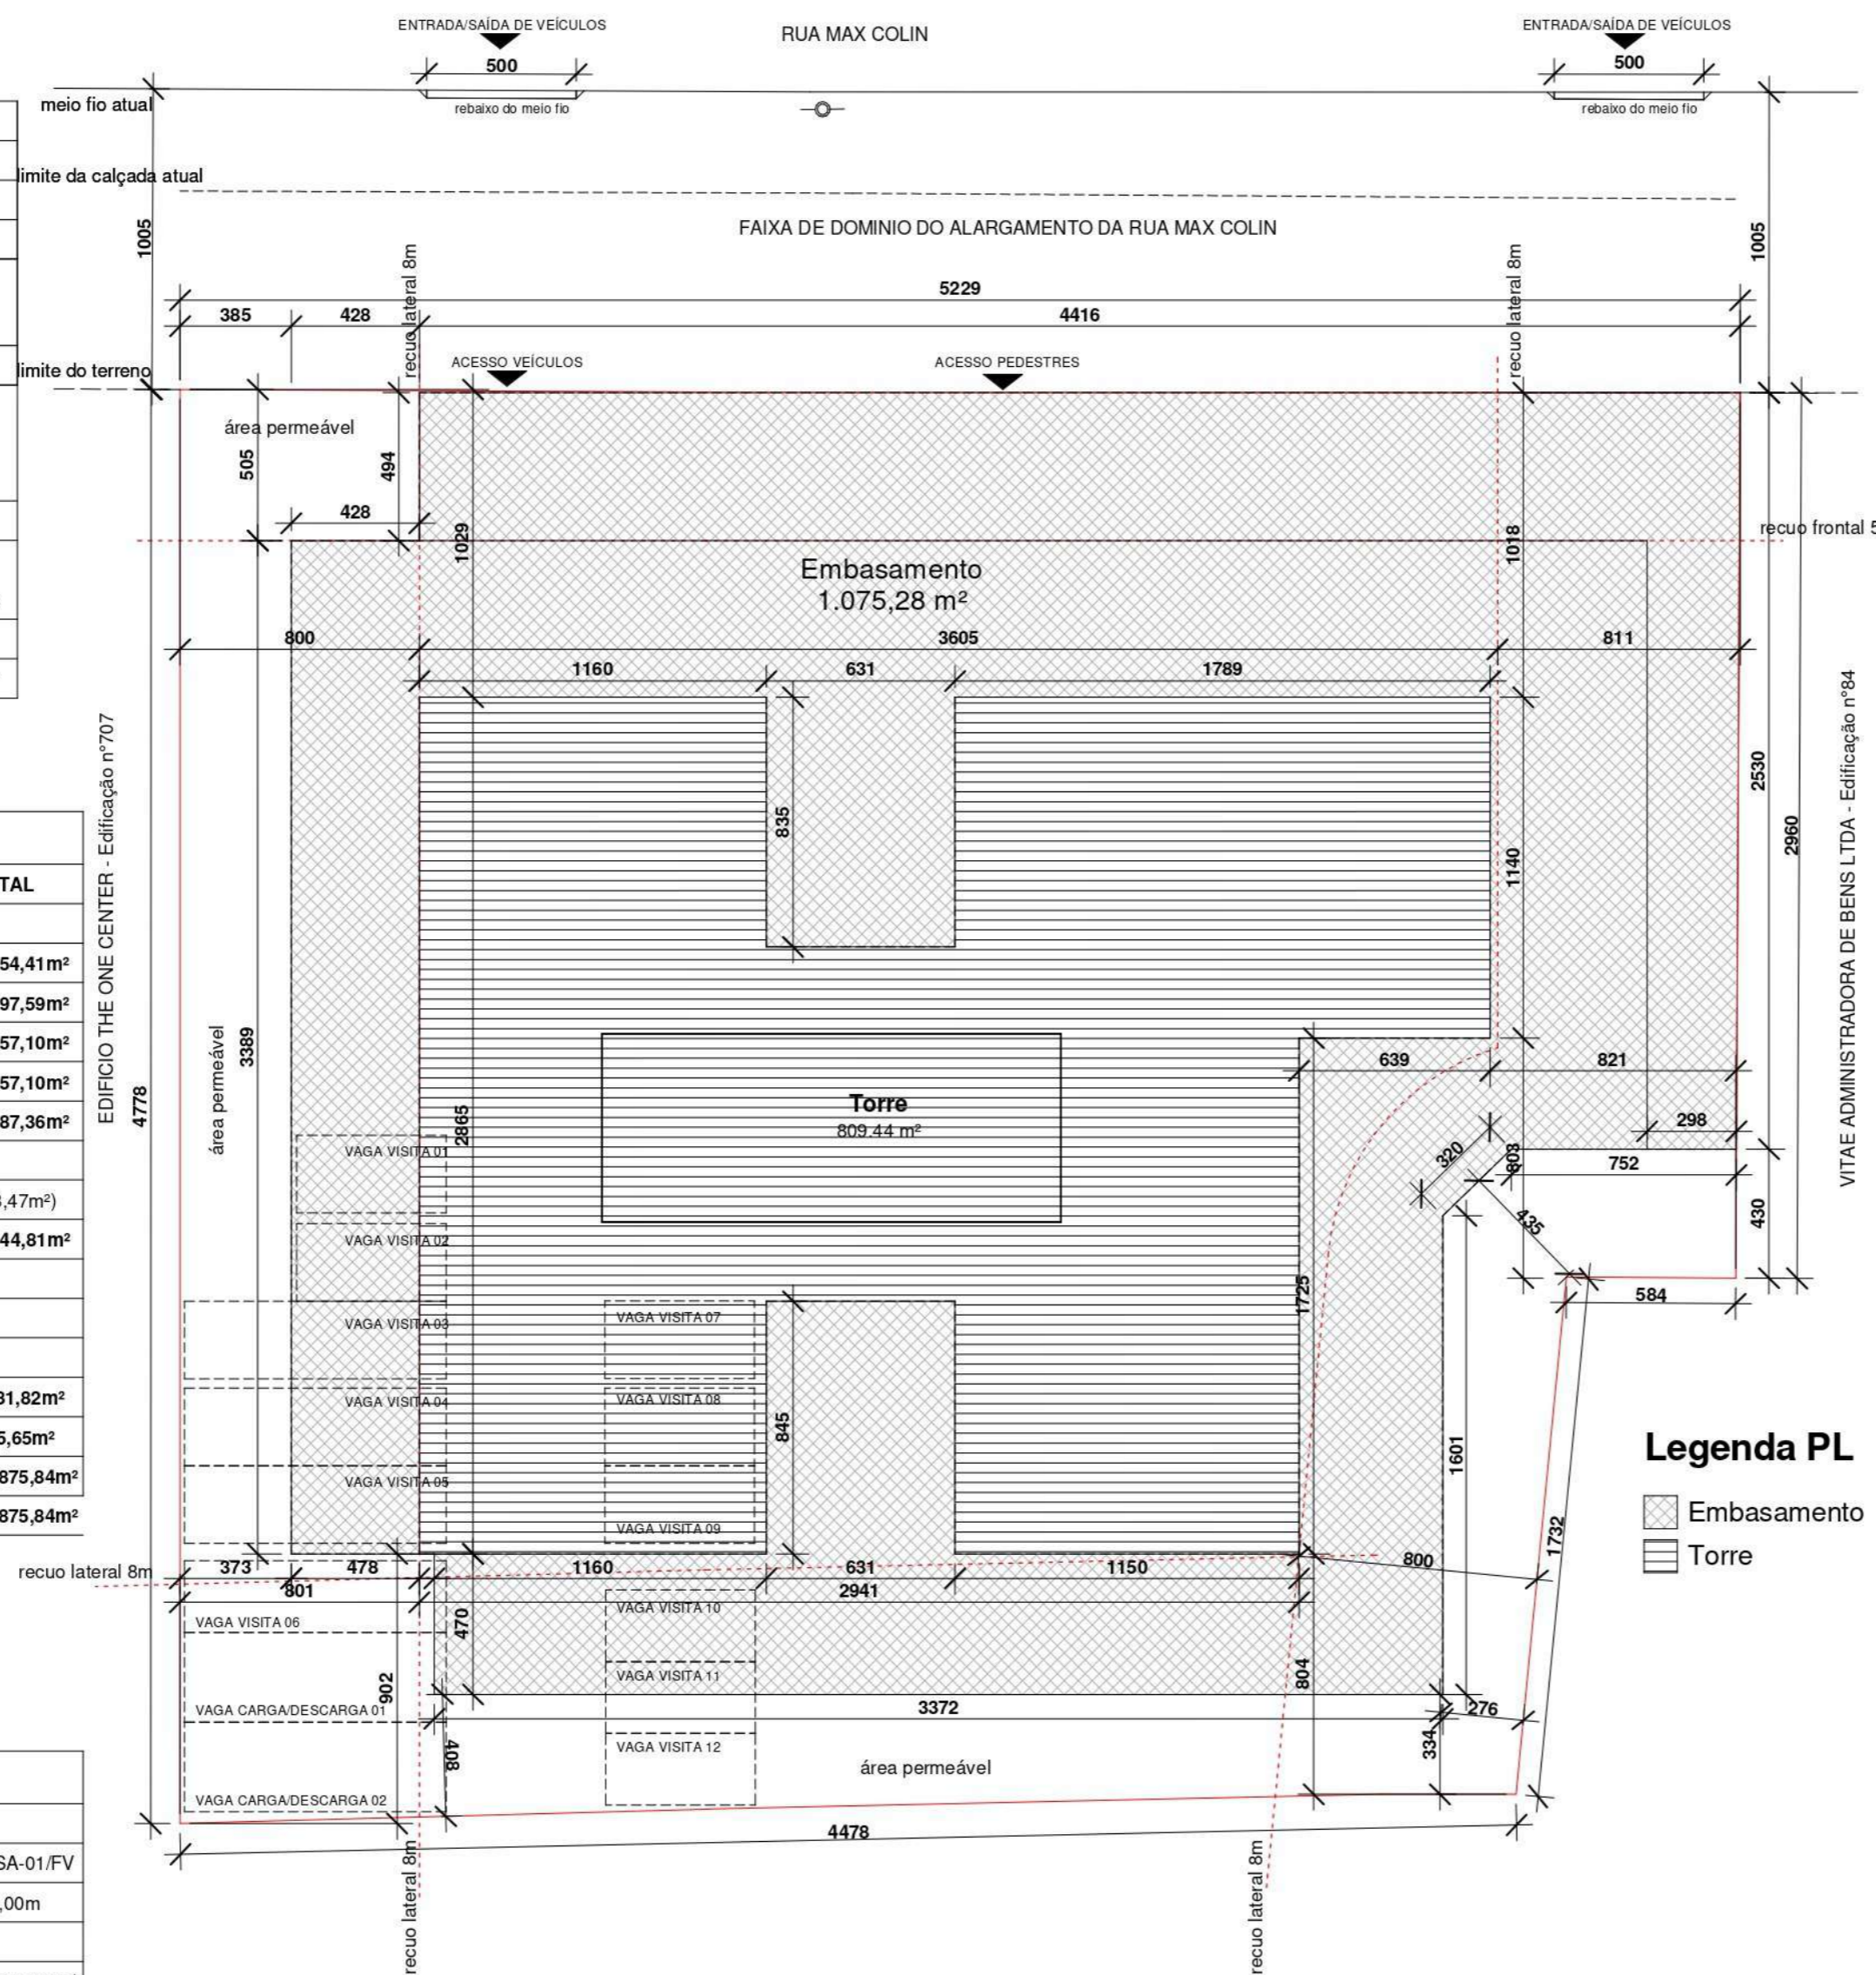 ENTRADA/SAÍDA DE VEÍCULOS
RUA MAX COLIN
ENTRADA/SAÍDA DE VEÍCULOS
500
500
meio fio atual
rebaixo do meio fio
rebaixo do meio fio
limite da calçada atual
1005
FAIXA DE DOMINIO DO ALARGAMENTO DA RUA MAX COLIN
1005
recuo lateral 8m
recuo lateral 8m
5229
385
428
4416
limite do terreno
ACESSO VEÍCULOS
ACESSO PEDESTRES
área permeável
505
494
428
1029
1018
recuo frontal 5
Embasamento
1.075,28 m²
800
3605
811
1160
631
1789
EDIFICIO THE ONE CENTER - Edificação n°707
VITAE ADMINISTRADORA DE BENS LTDA - Edificação n°84
2530
2960
835
1140
TAL
54,41m²
97,59m²
57,10m²
57,10m²
87,36m²
,47m²)
44,81m²
31,82m²
5,65m²
875,84m²
875,84m²
4778
área permeável
3389
2865
639
821
Torre
809.44 m²
298
320
803
752
VAGA VISITA 01
435
430
VAGA VISITA 02
1725
584
VAGA VISITA 03
VAGA VISITA 07
VAGA VISITA 04
VAGA VISITA 08
845
1601
Legenda PL
VAGA VISITA 05
Embasamento
VAGA VISITA 09
1732
Torre
recuo lateral 8m
373
478
1160
631
1150
800
801
2941
VAGA VISITA 06
470
VAGA VISITA 10
902
VAGA VISITA 11
804
VAGA CARGA/DESCARGA 01
3372
276
408
VAGA VISITA 12
334
área permeável
VAGA CARGA/DESCARGA 02
4478
SA-01/FV
,00m
recuo lateral 8m
recuo lateral 8m